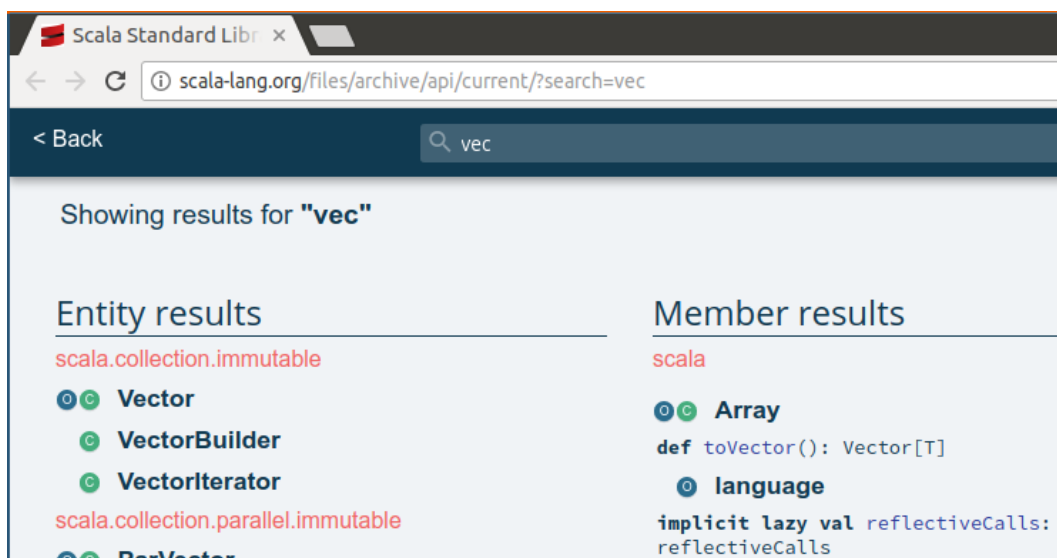 Scala Standard Libr
scala-lang.org/files/archive/api/current/?search=vec
< Back
vec
Showing results for "vec"
Entity results
scala.collection.immutable
O C Vector
C VectorBuilder
C VectorIterator
scala.collection.parallel.immutable
O C ParVector
Member results
scala
O C Array
def toVector(): Vector[T]
O language
implicit lazy val reflectiveCalls:
reflectiveCalls